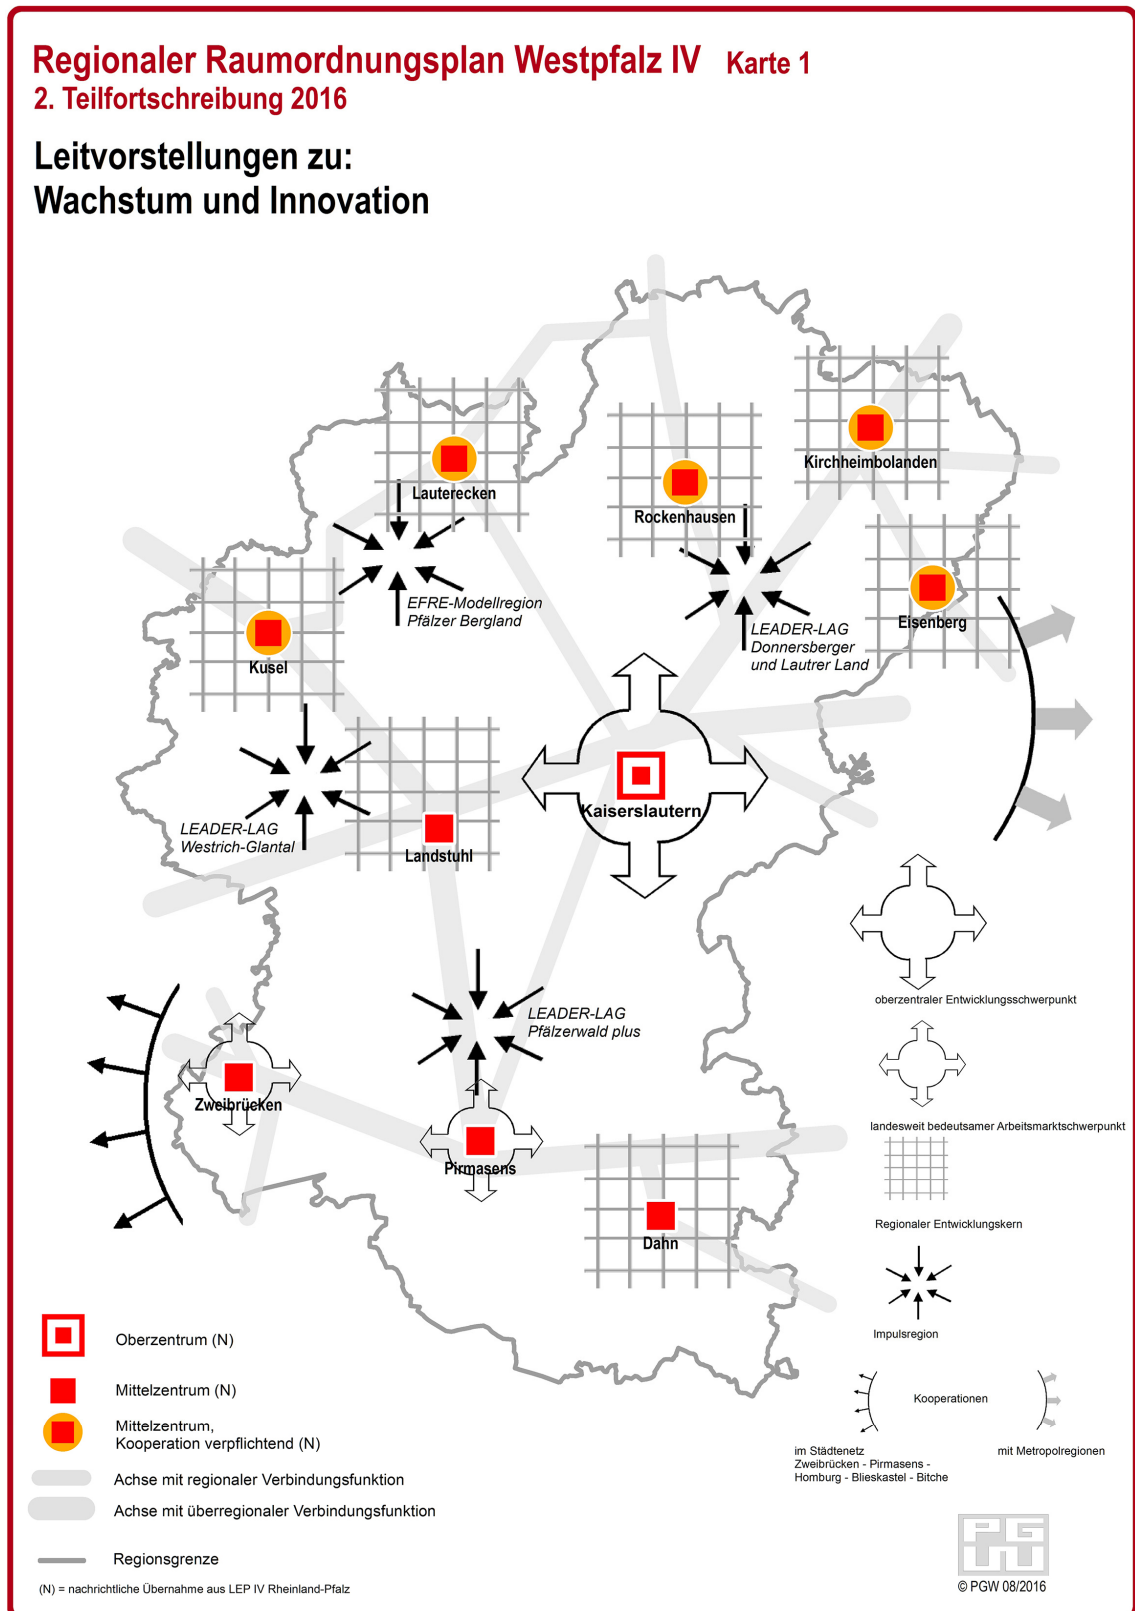 Regionaler Raumordnungsplan Westpfalz IV Karte 1
2. Teilfortschreibung 2016
Leitvorstellungen zu:
Wachstum und Innovation
Kirchheimbolanden
Lauterecken
Rockenhausen
EFRE-Modellregion
Pfälzer Bergland
Eisenberg
LEADER-LAG
Donnersberger
und Lautrer Land
Kusel
Kaiserslautern
LEADER-LAG
Westrich-Glantal
Landstuhl
LEADER-LAG
Pfälzerwald plus
Zweibrücken
Pirmasens
Dahn
oberzentraler Entwicklungsschwerpunkt
landesweit bedeutsamer Arbeitsmarktschwerpunkt
Regionaler Entwicklungskern
Impulsregion
Kooperationen
im Städtenetz
Zweibrücken - Pirmasens -
Homburg - Blieskastel - Bitche
mit Metropolregionen
Oberzentrum (N)
Mittelzentrum (N)
Mittelzentrum,
Kooperation verpflichtend (N)
Achse mit regionaler Verbindungsfunktion
Achse mit überregionaler Verbindungsfunktion
Regionsgrenze
(N) = nachrichtliche Übernahme aus LEP IV Rheinland-Pfalz
PGW
© PGW 08/2016